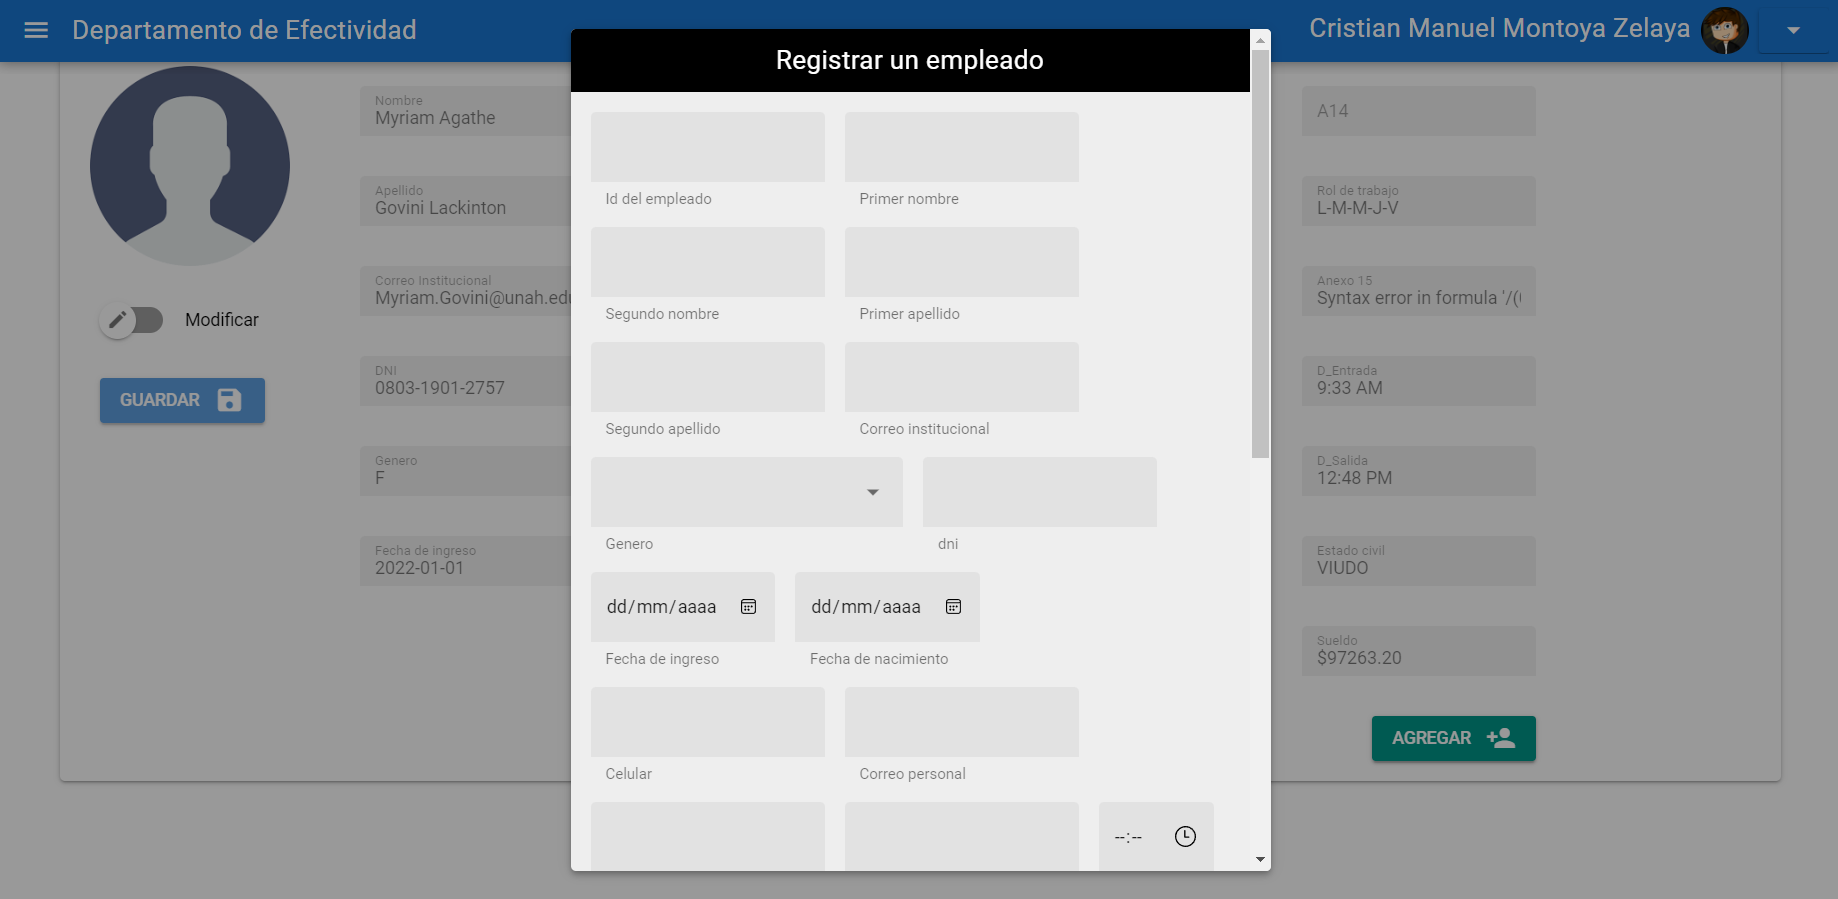 Departamento de Efectividad
Cristian Manuel Montoya Zelaya
Modificar
GUARDAR
Nombre
Myriam Agathe
Apellido
Govini Lackinton
Correo Institucional
Myriam.Govini@unah.ed
DNI
0803-1901-2757
Genero
F
Fecha de ingreso
2022-01-01
Registrar un empleado
Id del empleado
Primer nombre
Segundo nombre
Primer apellido
Segundo apellido
Correo institucional
Genero
dni
dd/mm/aaaa
dd/mm/aaaa
Fecha de ingreso
Fecha de nacimiento
Celular
Correo personal
--:--
A14
Rol de trabajo
L-M-M-J-V
Anexo 15
Syntax error in formula '/(
D_Entrada
9:33 AM
D_Salida
12:48 PM
Estado civil
VIUDO
Sueldo
$97263.20
AGREGAR